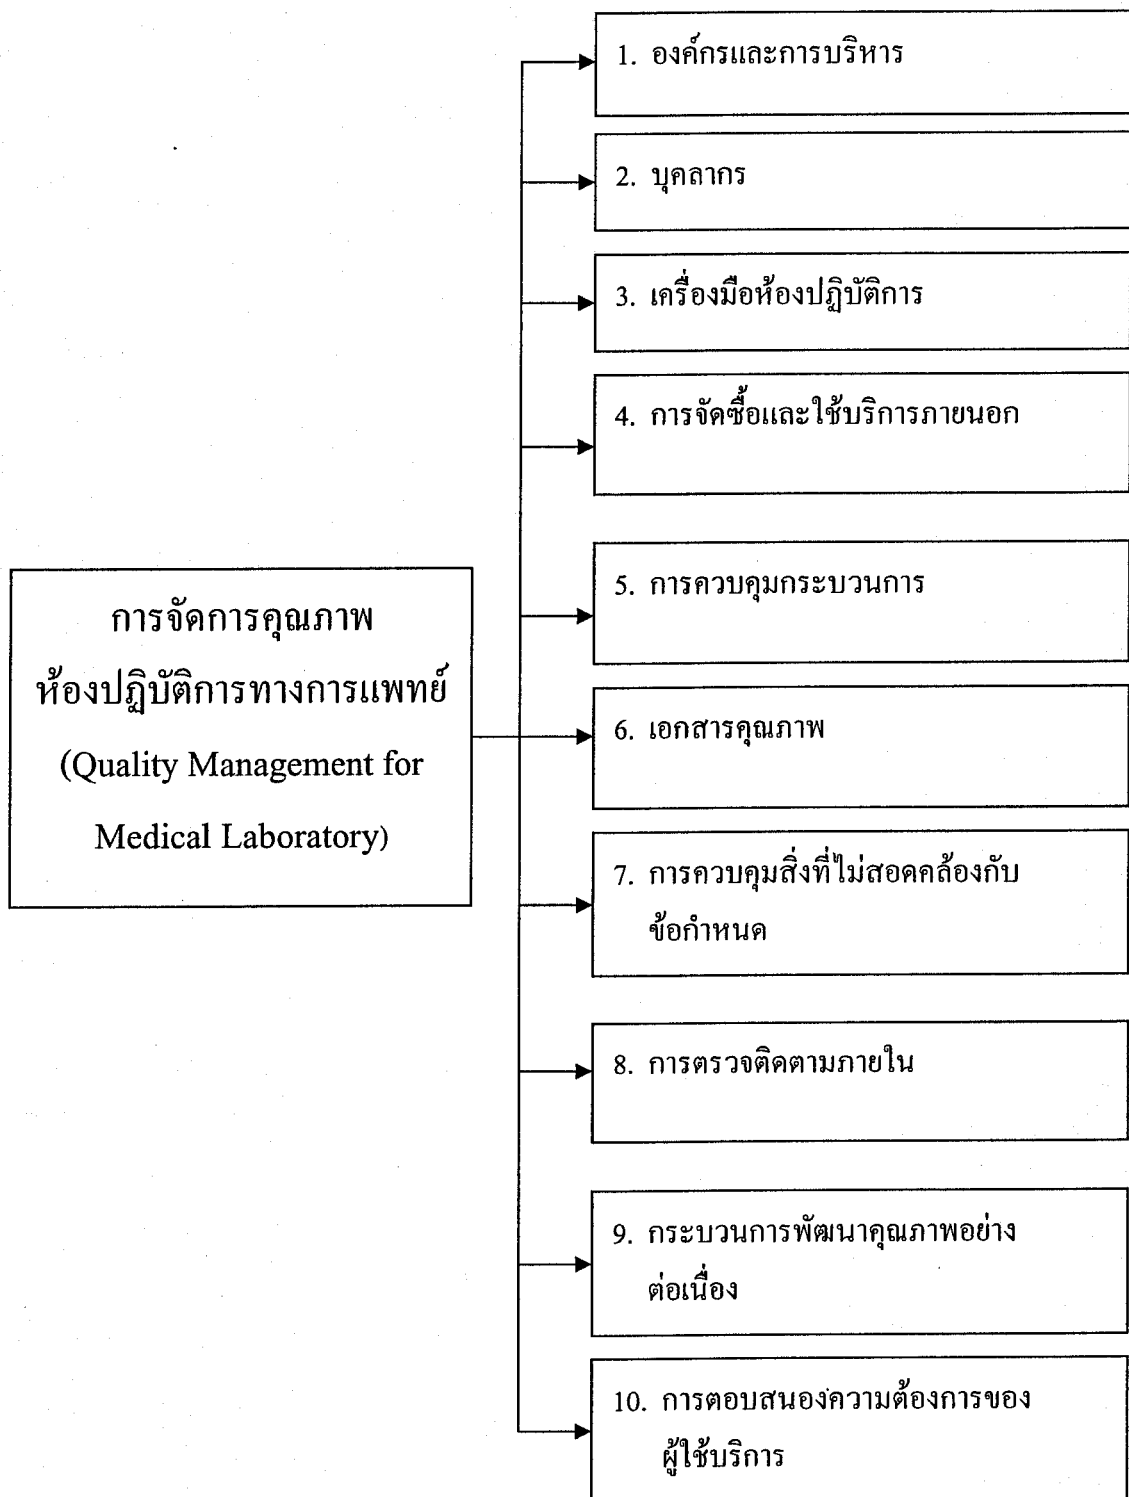 1. องค์กรและการบริหาร
2. บุคลากร
3. เครื่องมือห้องปฏิบัติการ
4. การจัดซื้อและใช้บริการภายนอก
5. การควบคุมกระบวนการ
การจัดการคุณภาพ
ห้องปฏิบัติการทางการแพทย์
(Quality Management for
Medical Laboratory)
6. เอกสารคุณภาพ
7. การควบคุมสิ่งที่ไม่สอดคล้องกับ
ข้อกำหนด
8. การตรวจติดตามภายใน
9. กระบวนการพัฒนาคุณภาพอย่าง
ต่อเนื่อง
10. การตอบสนองความต้องการของ
ผู้ใช้บริการ